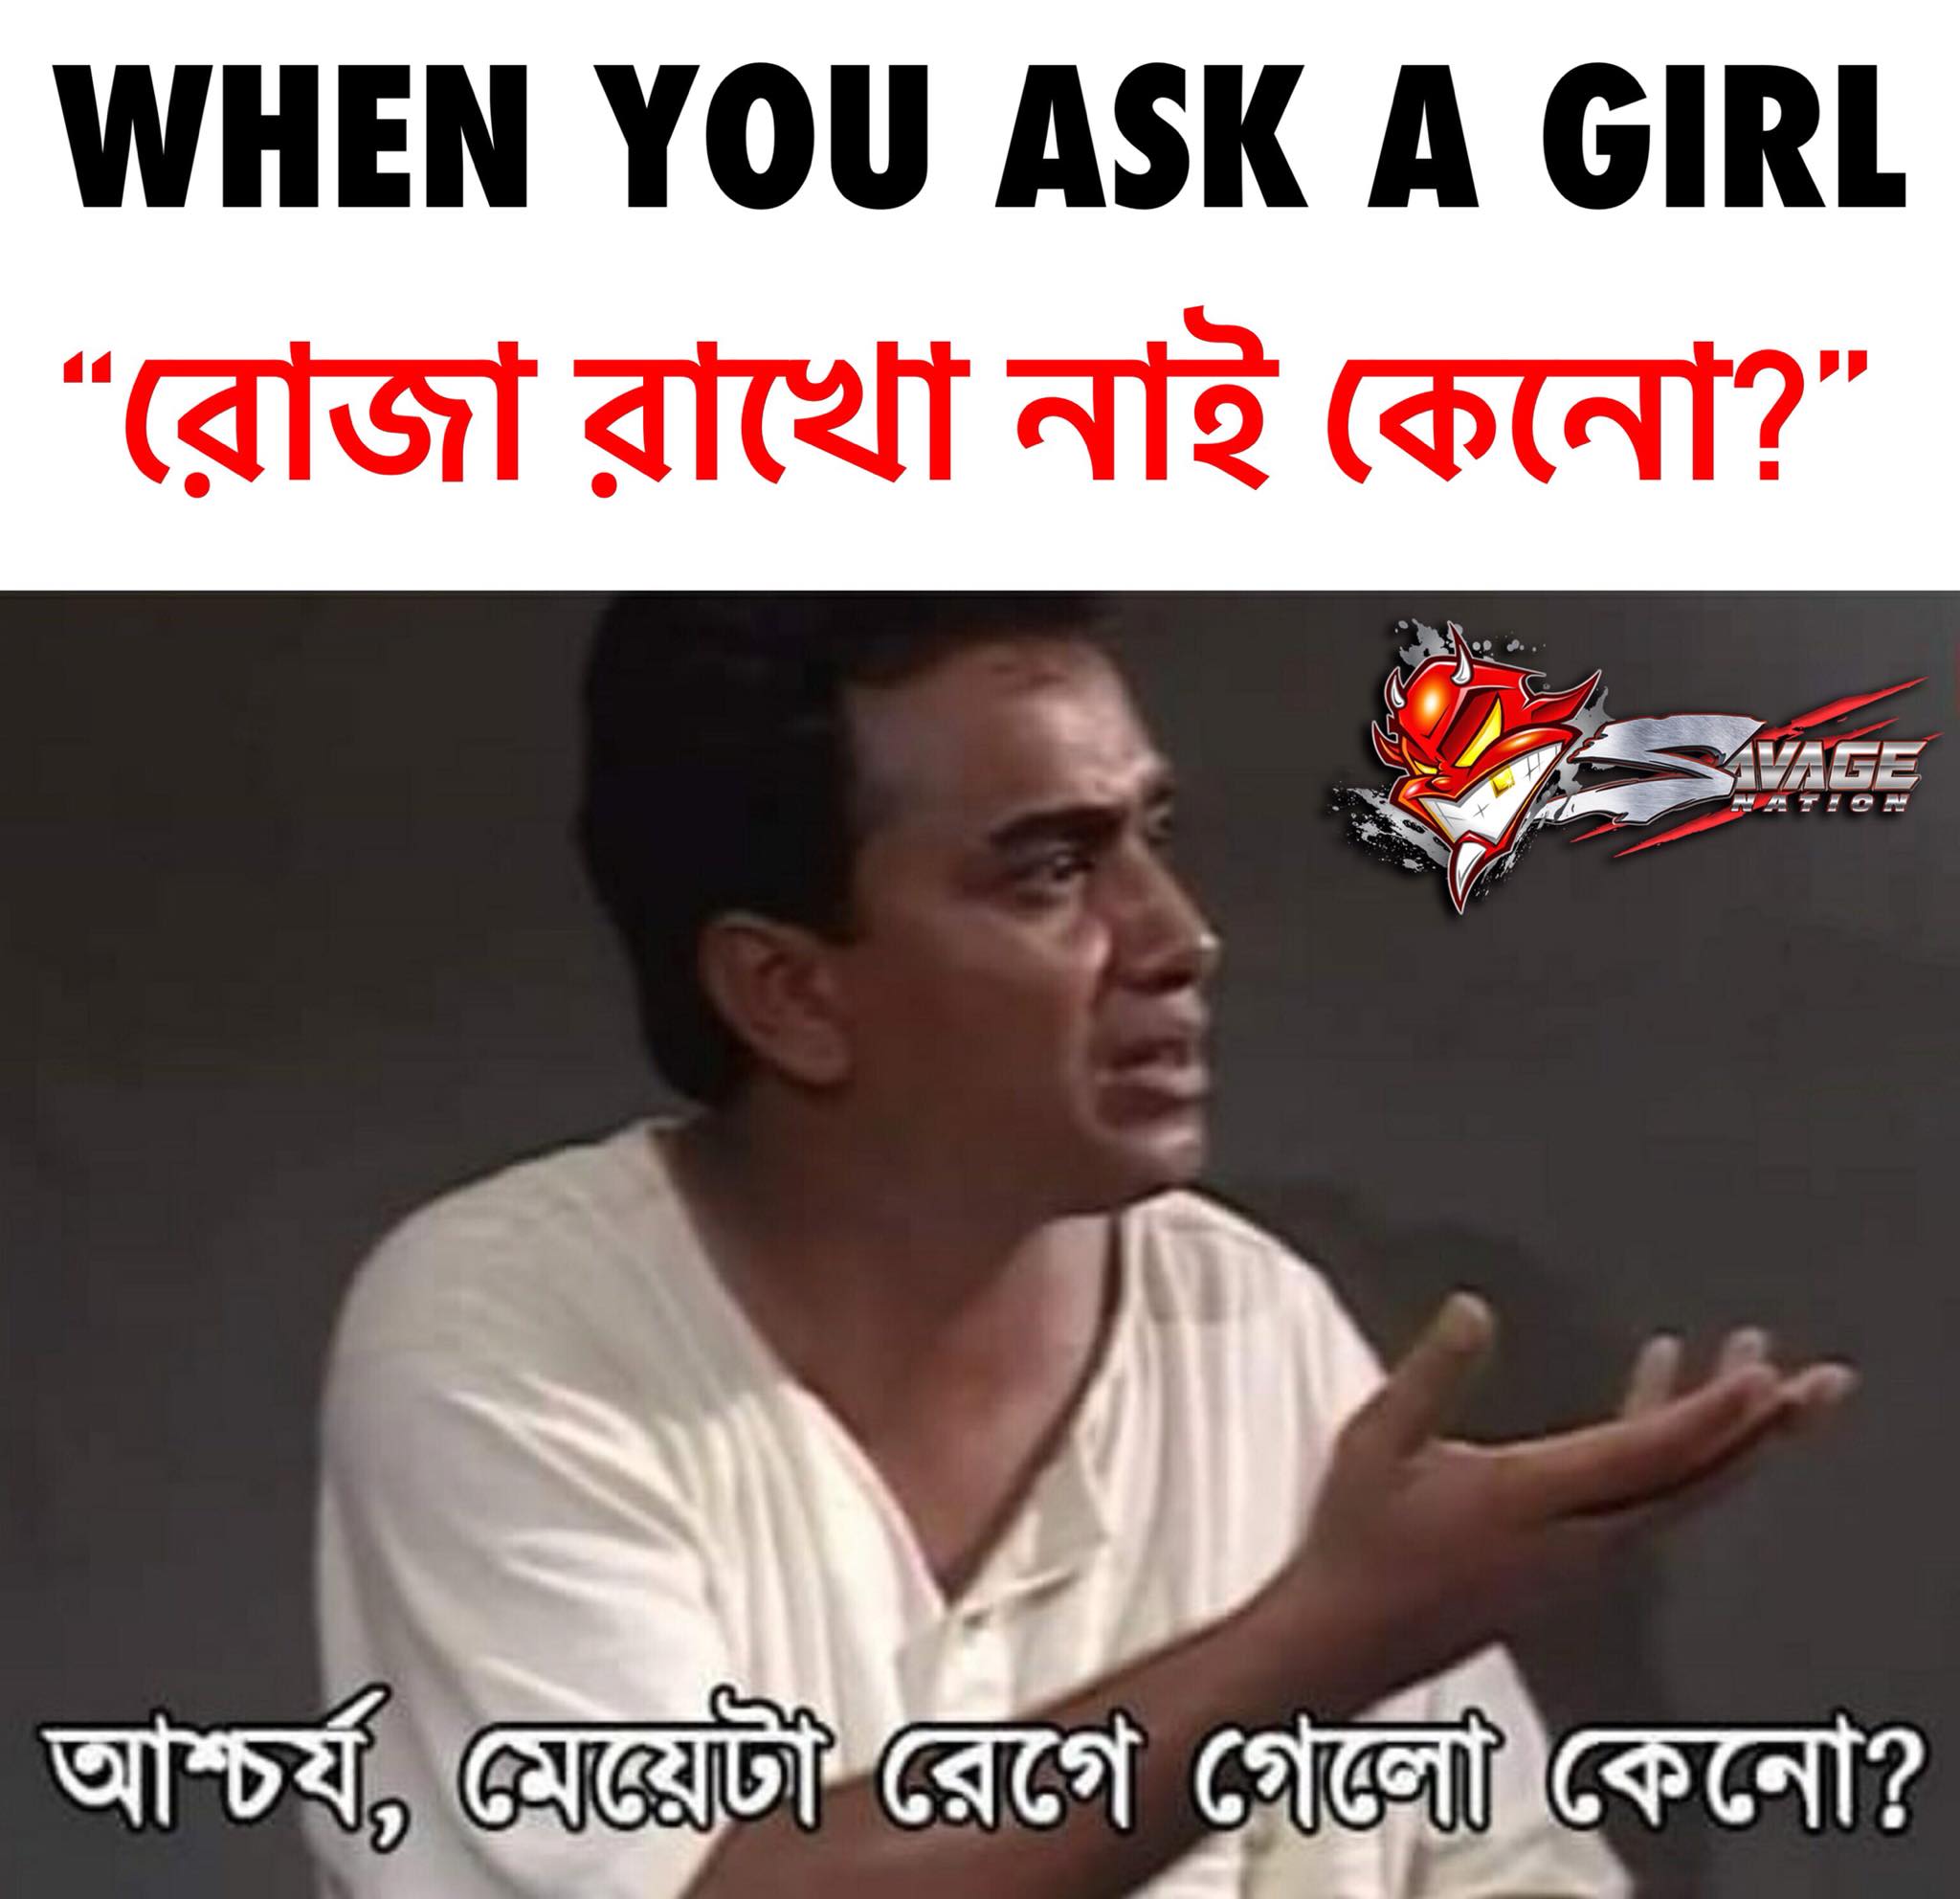 WHEN YOU ASK A GIRL
“রোজা রাখো নাই কেনো?”
SAVAGE
NATION
আশ্চর্য, মেয়েটা রেগে গেলো কেনো?